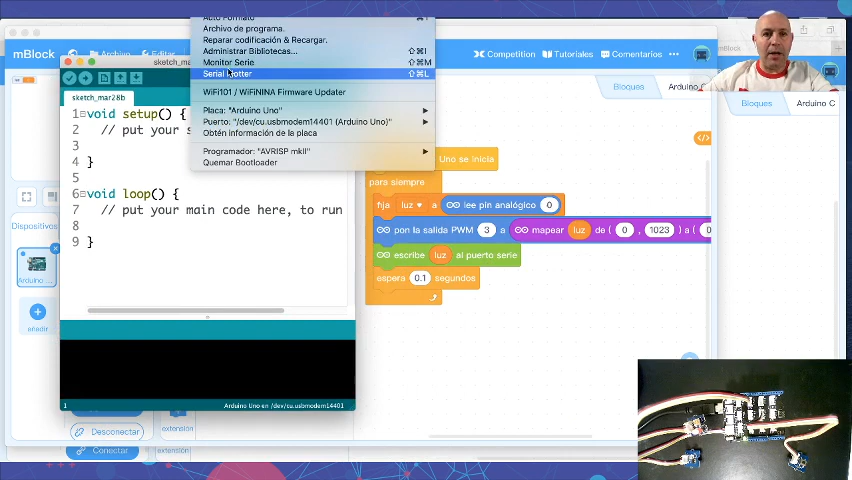 Auto Formato ⌘T
Archivo de programa.
Reparar codificación & Recargar.
Administrar Bibliotecas... ⇧⌘I
Monitor Serie ⇧⌘M
Serial Plotter ⇧⌘L
WiFi101 / WiFiNINA Firmware Updater
Placa: "Arduino Uno"
Puerto: "/dev/cu.usbmodem14401 (Arduino Uno)"
Obtén información de la placa
Programador: "AVRISP mkII"
Quemar Bootloader
mBlock
Archivo
Editar
Competition
Tutoriales
Comentarios
Bloques
Arduino C
Bloques
Arduino C
sketch_mar28b
1 void setup() {
2 // put your s
3
4 }
5
6 void loop() {
7 // put your main code here, to run
8
9 }
1
Arduino Uno en /dev/cu.usbmodem14401
Dispositivos
Arduino
añadir
Desconectar
Conectar
extensión
extensión
Uno se inicia
para siempre
fija luz a lee pin analógico 0
pon la salida PWM 3 a mapear luz de ( 0 , 1023 ) a ( 0
escribe luz al puerto serie
espera 0.1 segundos